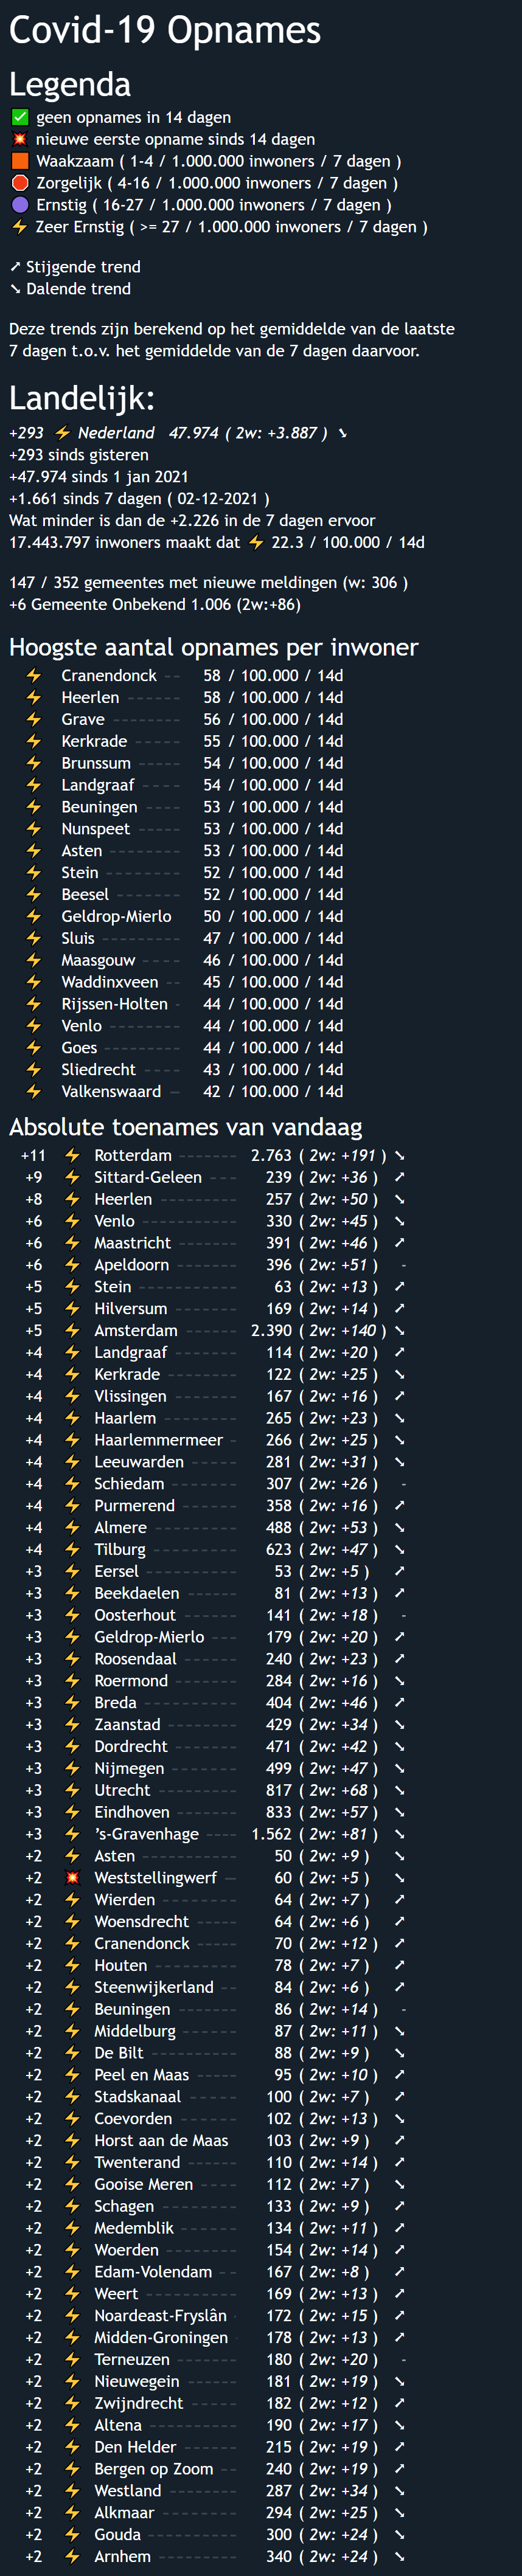 Covid-19 Opnames
Legenda
✅ geen opnames in 14 dagen
💥 nieuwe eerste opname sinds 14 dagen
🟧 Waakzaam ( 1-4 / 1.000.000 inwoners / 7 dagen )
🛑 Zorgelijk ( 4-16 / 1.000.000 inwoners / 7 dagen )
🟣 Ernstig ( 16-27 / 1.000.000 inwoners / 7 dagen )
⚡ Zeer Ernstig ( >= 27 / 1.000.000 inwoners / 7 dagen )
⤢ Stijgende trend
⤡ Dalende trend
Deze trends zijn berekend op het gemiddelde van de laatste
7 dagen t.o.v. het gemiddelde van de 7 dagen daarvoor.
Landelijk:
+293 ⚡ Nederland 47.974 ( 2w: +3.887 ) ➘
+293 sinds gisteren
+47.974 sinds 1 jan 2021
+1.661 sinds 7 dagen ( 02-12-2021 )
Wat minder is dan de +2.226 in de 7 dagen ervoor
17.443.797 inwoners maakt dat ⚡ 22.3 / 100.000 / 14d
147 / 352 gemeentes met nieuwe meldingen (w: 306 )
+6 Gemeente Onbekend 1.006 (2w:+86)
Hoogste aantal opnames per inwoner
⚡ Cranendonck -- 58 / 100.000 / 14d
⚡ Heerlen ------ 58 / 100.000 / 14d
⚡ Grave -------- 56 / 100.000 / 14d
⚡ Kerkrade ----- 55 / 100.000 / 14d
⚡ Brunssum ----- 54 / 100.000 / 14d
⚡ Landgraaf ---- 54 / 100.000 / 14d
⚡ Beuningen ---- 53 / 100.000 / 14d
⚡ Nunspeet ----- 53 / 100.000 / 14d
⚡ Asten -------- 53 / 100.000 / 14d
⚡ Stein -------- 52 / 100.000 / 14d
⚡ Beesel ------- 52 / 100.000 / 14d
⚡ Geldrop-Mierlo 50 / 100.000 / 14d
⚡ Sluis -------- 47 / 100.000 / 14d
⚡ Maasgouw ----- 46 / 100.000 / 14d
⚡ Waddinxveen -- 45 / 100.000 / 14d
⚡ Rijssen-Holten - 44 / 100.000 / 14d
⚡ Venlo -------- 44 / 100.000 / 14d
⚡ Goes --------- 44 / 100.000 / 14d
⚡ Sliedrecht ---- 43 / 100.000 / 14d
⚡ Valkenswaard -- 42 / 100.000 / 14d
Absolute toenames van vandaag
+11 ⚡ Rotterdam ------- 2.763 ( 2w: +191 ) ➘
+9 ⚡ Sittard-Geleen --- 239 ( 2w: +36 ) ➚
+8 ⚡ Heerlen --------- 257 ( 2w: +50 ) ➘
+6 ⚡ Venlo ----------- 330 ( 2w: +45 ) ➘
+6 ⚡ Maastricht ------- 391 ( 2w: +46 ) ➚
+6 ⚡ Apeldoorn ------- 396 ( 2w: +51 ) -
+5 ⚡ Stein ----------- 63 ( 2w: +13 ) ➚
+5 ⚡ Hilversum ------- 169 ( 2w: +14 ) ➚
+5 ⚡ Amsterdam ------ 2.390 ( 2w: +140 ) ➘
+4 ⚡ Landgraaf ------- 114 ( 2w: +20 ) ➚
+4 ⚡ Kerkrade -------- 122 ( 2w: +25 ) ➘
+4 ⚡ Vlissingen ------- 167 ( 2w: +16 ) ➚
+4 ⚡ Haarlem --------- 265 ( 2w: +23 ) ➘
+4 ⚡ Haarlemmermeer - 266 ( 2w: +25 ) ➘
+4 ⚡ Leeuwarden ------ 281 ( 2w: +31 ) ➘
+4 ⚡ Schiedam -------- 307 ( 2w: +26 ) -
+4 ⚡ Purmerend ------- 358 ( 2w: +16 ) ➚
+4 ⚡ Almere ---------- 488 ( 2w: +53 ) ➘
+4 ⚡ Tilburg ---------- 623 ( 2w: +47 ) ➘
+3 ⚡ Eersel ---------- 53 ( 2w: +5 ) ➚
+3 ⚡ Beekdaelen ------ 81 ( 2w: +13 ) ➚
+3 ⚡ Oosterhout ------- 141 ( 2w: +18 ) -
+3 ⚡ Geldrop-Mierlo --- 179 ( 2w: +20 ) ➚
+3 ⚡ Roosendaal ------ 240 ( 2w: +23 ) ➚
+3 ⚡ Roermond ------- 284 ( 2w: +16 ) ➘
+3 ⚡ Breda ----------- 404 ( 2w: +46 ) ➚
+3 ⚡ Zaanstad -------- 429 ( 2w: +34 ) ➘
+3 ⚡ Dordrecht ------- 471 ( 2w: +42 ) ➘
+3 ⚡ Nijmegen -------- 499 ( 2w: +47 ) ➘
+3 ⚡ Utrecht --------- 817 ( 2w: +68 ) ➘
+3 ⚡ Eindhoven ------- 833 ( 2w: +57 ) ➘
+3 ⚡ ’s-Gravenhage ---- 1.562 ( 2w: +81 ) ➘
+2 ⚡ Asten ----------- 50 ( 2w: +9 ) ➘
+2 💥 Weststellingwerf -- 60 ( 2w: +5 ) ➘
+2 ⚡ Wierden --------- 64 ( 2w: +7 ) ➚
+2 ⚡ Woensdrecht ----- 64 ( 2w: +6 ) ➚
+2 ⚡ Cranendonck ----- 70 ( 2w: +12 ) ➚
+2 ⚡ Houten ---------- 78 ( 2w: +7 ) ➚
+2 ⚡ Steenwijkerland -- 84 ( 2w: +6 ) ➚
+2 ⚡ Beuningen ------- 86 ( 2w: +14 ) -
+2 ⚡ Middelburg ------- 87 ( 2w: +11 ) ➘
+2 ⚡ De Bilt ---------- 88 ( 2w: +9 ) ➘
+2 ⚡ Peel en Maas ----- 95 ( 2w: +10 ) ➚
+2 ⚡ Stadskanaal ------ 100 ( 2w: +7 ) ➚
+2 ⚡ Coevorden ------- 102 ( 2w: +13 ) ➘
+2 ⚡ Horst aan de Maas 103 ( 2w: +9 ) ➚
+2 ⚡ Twenterand ------ 110 ( 2w: +14 ) ➚
+2 ⚡ Gooise Meren ---- 112 ( 2w: +7 ) ➘
+2 ⚡ Schagen --------- 133 ( 2w: +9 ) ➚
+2 ⚡ Medemblik ------- 134 ( 2w: +11 ) ➚
+2 ⚡ Woerden --------- 154 ( 2w: +14 ) ➚
+2 ⚡ Edam-Volendam -- 167 ( 2w: +8 ) ➚
+2 ⚡ Weert ----------- 169 ( 2w: +13 ) ➚
+2 ⚡ Noardeast-Fryslân 172 ( 2w: +15 ) ➚
+2 ⚡ Midden-Groningen 178 ( 2w: +13 ) ➚
+2 ⚡ Terneuzen ------- 180 ( 2w: +20 ) -
+2 ⚡ Nieuwegein ------ 181 ( 2w: +19 ) ➘
+2 ⚡ Zwijndrecht ------ 182 ( 2w: +12 ) ➚
+2 ⚡ Altena ---------- 190 ( 2w: +17 ) ➘
+2 ⚡ Den Helder ------ 215 ( 2w: +19 ) ➚
+2 ⚡ Bergen op Zoom -- 240 ( 2w: +19 ) ➚
+2 ⚡ Westland -------- 287 ( 2w: +34 ) ➘
+2 ⚡ Alkmaar --------- 294 ( 2w: +25 ) ➘
+2 ⚡ Gouda ---------- 300 ( 2w: +24 ) ➘
+2 ⚡ Arnhem --------- 340 ( 2w: +24 ) ➘